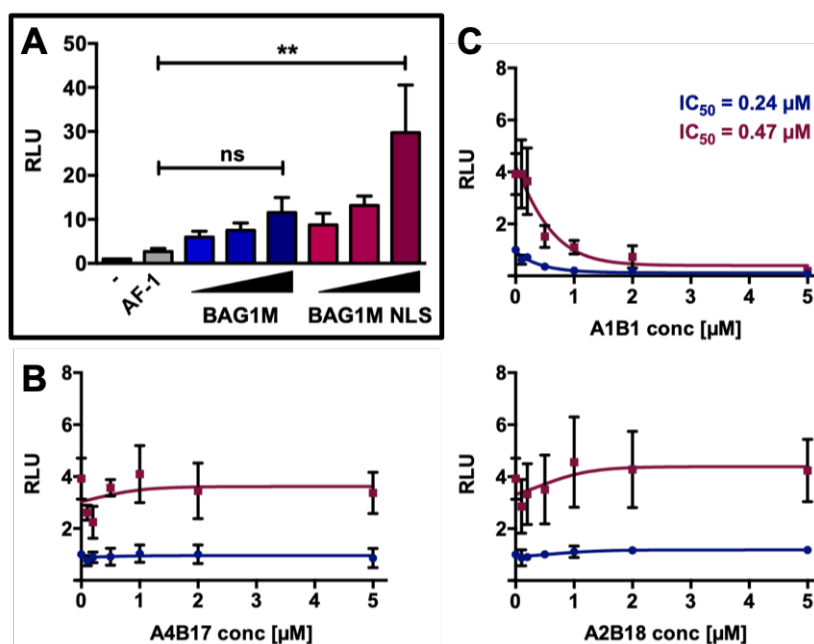 A
50
40
30
20
10
0
RLU
**
ns
-
AF-1
BAG1M
BAG1M NLS
C
8
6
4
2
RLU
IC50 = 0.24 µM
IC50 = 0.47 µM
0 1 2 3 4 5
A1B1 conc [µM]
B
8
6
4
2
RLU
0 1 2 3 4 5
A4B17 conc [µM]
8
6
4
2
RLU
0 1 2 3 4 5
A2B18 conc [µM]